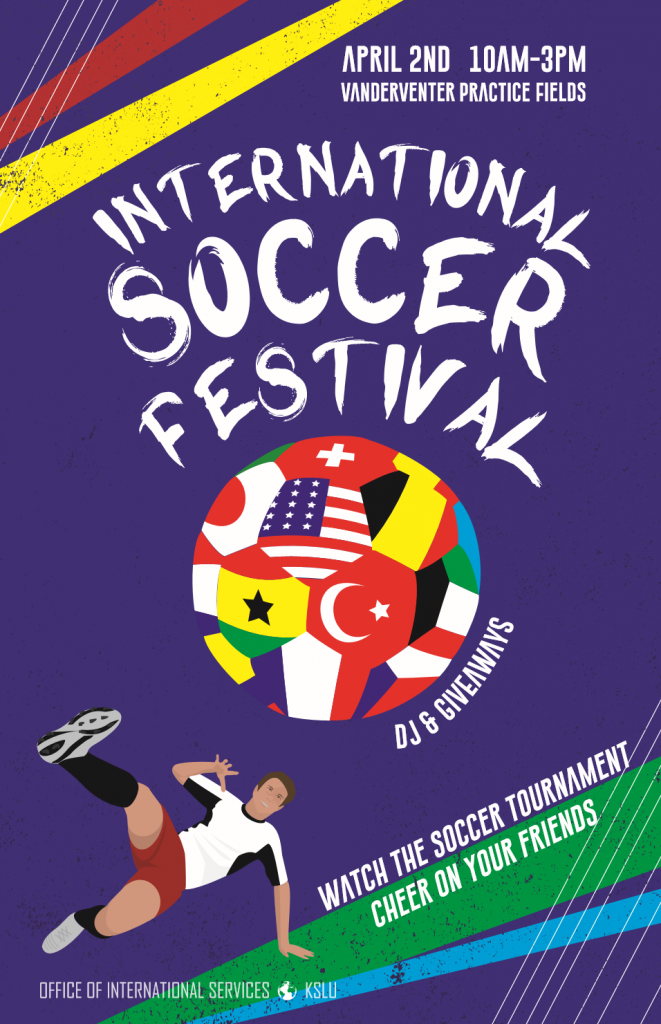 APRIL 2ND 10AM-3PM
VANDERVENTER PRACTICE FIELDS
INTERNATIONAL
SOCCER
FESTIVAL
DJ & GIVEAWAYS
WATCH THE SOCCER TOURNAMENT
CHEER ON YOUR FRIENDS
OFFICE OF INTERNATIONAL SERVICES KSLU